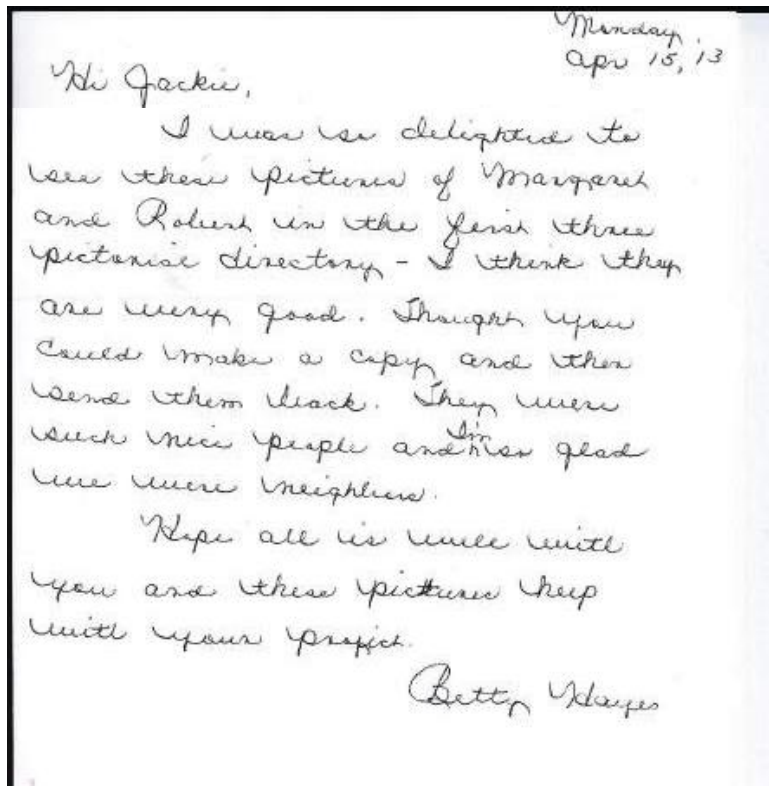 Monday,
Apr 15, 13
Hi Jackie,
I was so delighted to
see these pictures of Margaret
and Robert in the first three
pictorial directory - I think they
are very good. Thought you
could make a copy and then
send them back. They were
such nice people and I'm so glad
we were neighbors.
Hope all is well with
you and these pictures help
with your project.
Betty Hayes